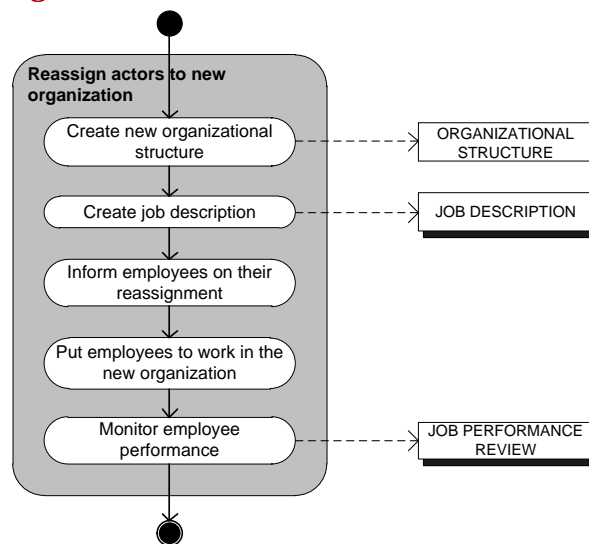 Reassign actors to new
organization
Create new organizational
structure
ORGANIZATIONAL
STRUCTURE
Create job description
JOB DESCRIPTION
Inform employees on their
reassignment
Put employees to work in the
new organization
Monitor employee
performance
JOB PERFORMANCE
REVIEW